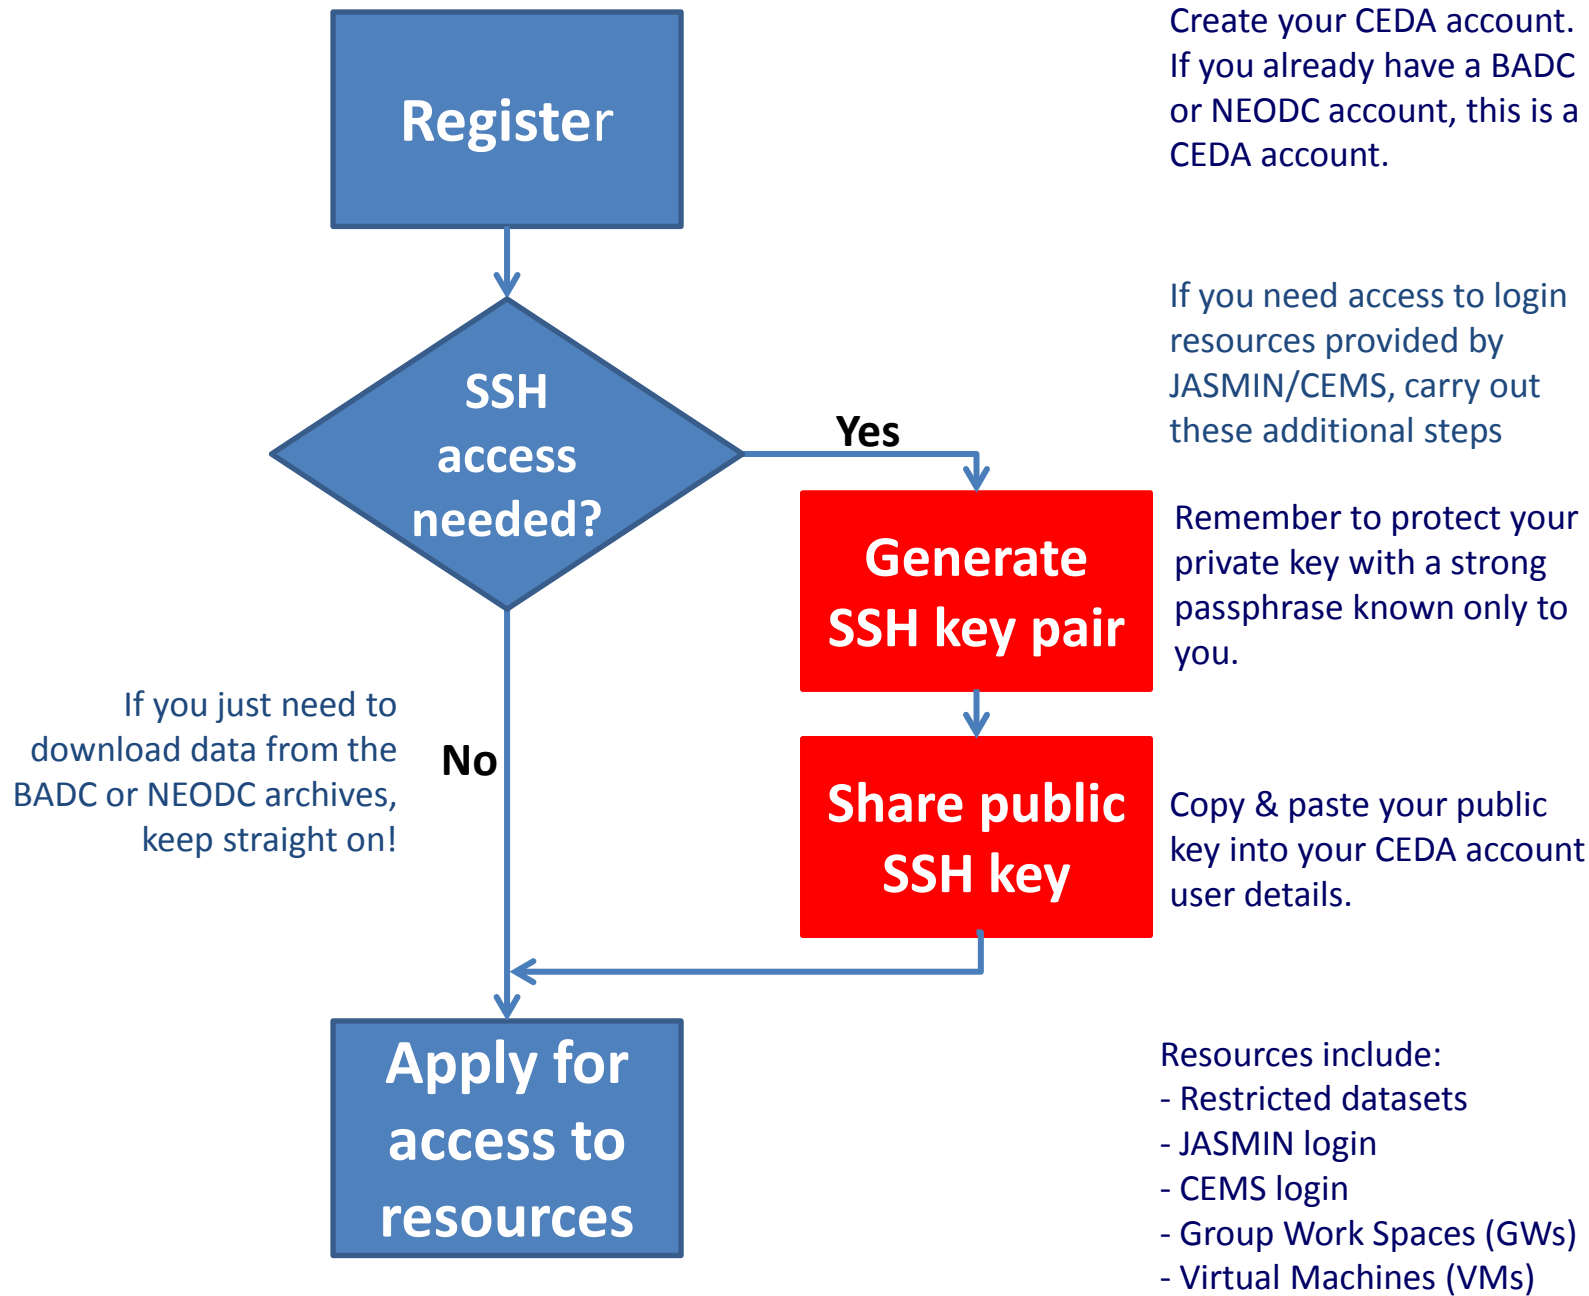 Register
Create your CEDA account.
If you already have a BADC
or NEODC account, this is a
CEDA account.
SSH
access
needed?
Yes
If you need access to login
resources provided by
JASMIN/CEMS, carry out
these additional steps
Generate
SSH key pair
Remember to protect your
private key with a strong
passphrase known only to
you.
If you just need to
download data from the
BADC or NEODC archives,
keep straight on!
No
Share public
SSH key
Copy & paste your public
key into your CEDA account
user details.
Apply for
access to
resources
Resources include:
- Restricted datasets
- JASMIN login
- CEMS login
- Group Work Spaces (GWs)
- Virtual Machines (VMs)